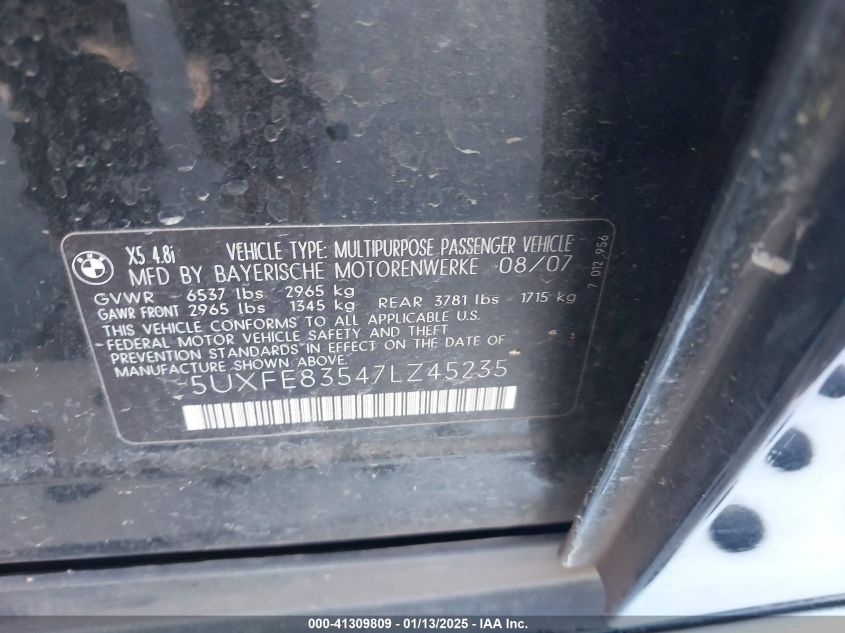 BMW
X5 4.8i VEHICLE TYPE: MULTIPURPOSE PASSENGER VEHICLE
MFD BY BAYERISCHE MOTORENWERKE 08/07
GVWR - 6537 lbs 2965 kg
GAWR FRONT 2965 lbs 1345 kg REAR 3781 lbs - 1715 kg
THIS VEHICLE CONFORMS TO ALL APPLICABLE U.S.
FEDERAL MOTOR VEHICLE SAFETY AND THEFT
PREVENTION STANDARDS IN EFFECT ON THE DATE OF
MANUFACTURE SHOWN ABOVE.
5UXFE83547LZ45235
7 072 956
000-41309809 - 01/13/2025 - IAA Inc.